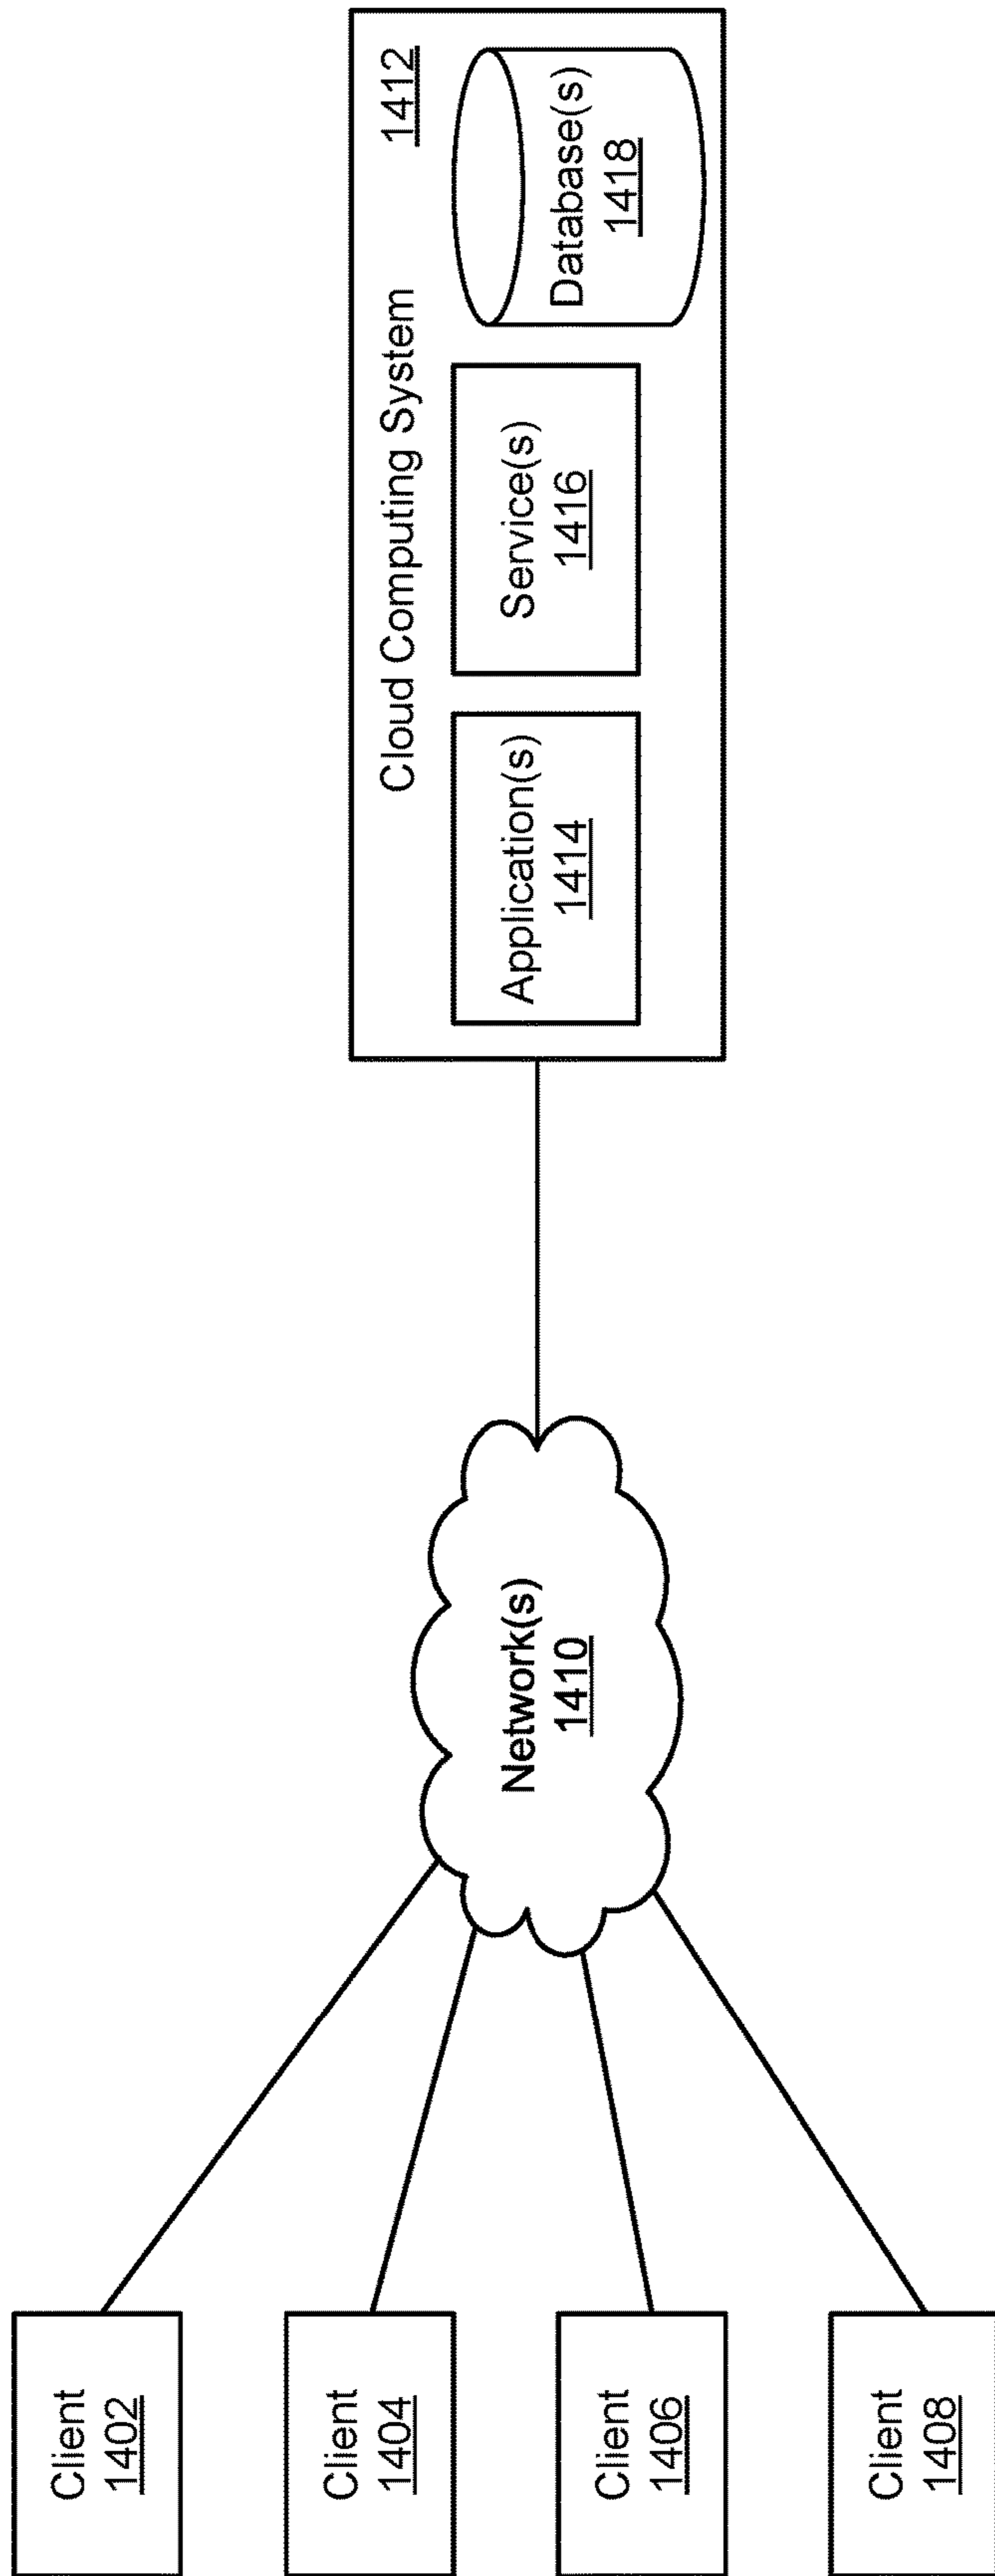 Client
1402
Client
1404
Client
1406
Client
1408
Network(s)
1410
Cloud Computing System
1412
Application(s)
1414
Service(s)
1416
Database(s)
1418